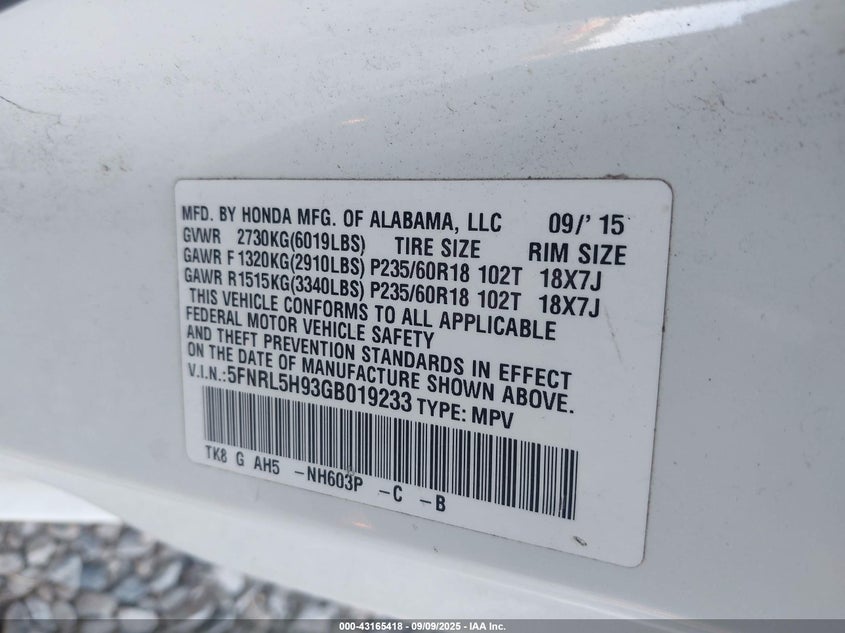 MFD. BY HONDA MFG. OF ALABAMA, LLC 09/' 15
GVWR 2730KG(6019LBS) TIRE SIZE RIM SIZE
GAWR F 1320KG(2910LBS) P235/60R18 102T 18X7J
GAWR R1515KG(3340LBS) P235/60R18 102T 18X7J
THIS VEHICLE CONFORMS TO ALL APPLICABLE
FEDERAL MOTOR VEHICLE SAFETY
AND THEFT PREVENTION STANDARDS IN EFFECT
ON THE DATE OF MANUFACTURE SHOWN ABOVE.
V.I.N.:5FNRL5H93GB019233 TYPE: MPV
TK8 G AH5 -NH603P -C -B
000-43165418 - 09/09/2025 - IAA Inc.